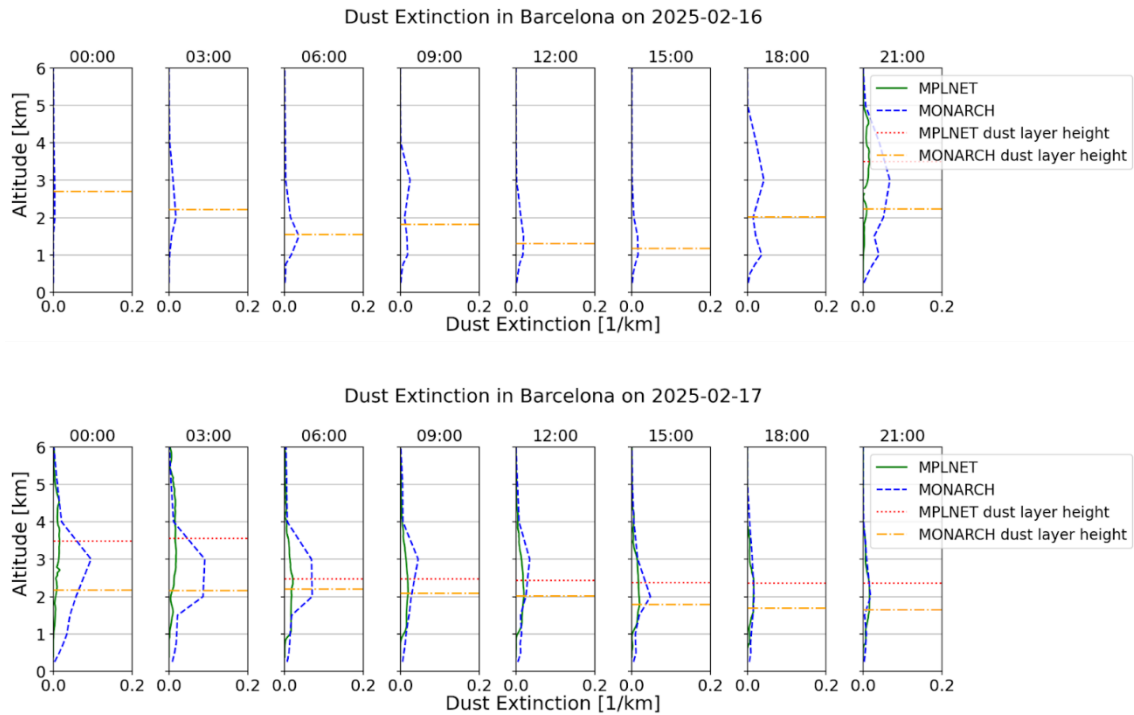 Dust Extinction in Barcelona on 2025-02-16
00:00 03:00 06:00 09:00 12:00 15:00 18:00 21:00
MPLNET
MONARCH
MPLNET dust layer height
MONARCH dust layer height
Altitude [km]
6
5
4
3
2
1
0
0.0 0.2 0.0 0.2 0.0 0.2 0.0 0.2 0.0 0.2 0.0 0.2 0.0 0.2 0.0 0.2
Dust Extinction [1/km]
Dust Extinction in Barcelona on 2025-02-17
00:00 03:00 06:00 09:00 12:00 15:00 18:00 21:00
MPLNET
MONARCH
MPLNET dust layer height
MONARCH dust layer height
Altitude [km]
6
5
4
3
2
1
0
0.0 0.2 0.0 0.2 0.0 0.2 0.0 0.2 0.0 0.2 0.0 0.2 0.0 0.2 0.0 0.2
Dust Extinction [1/km]